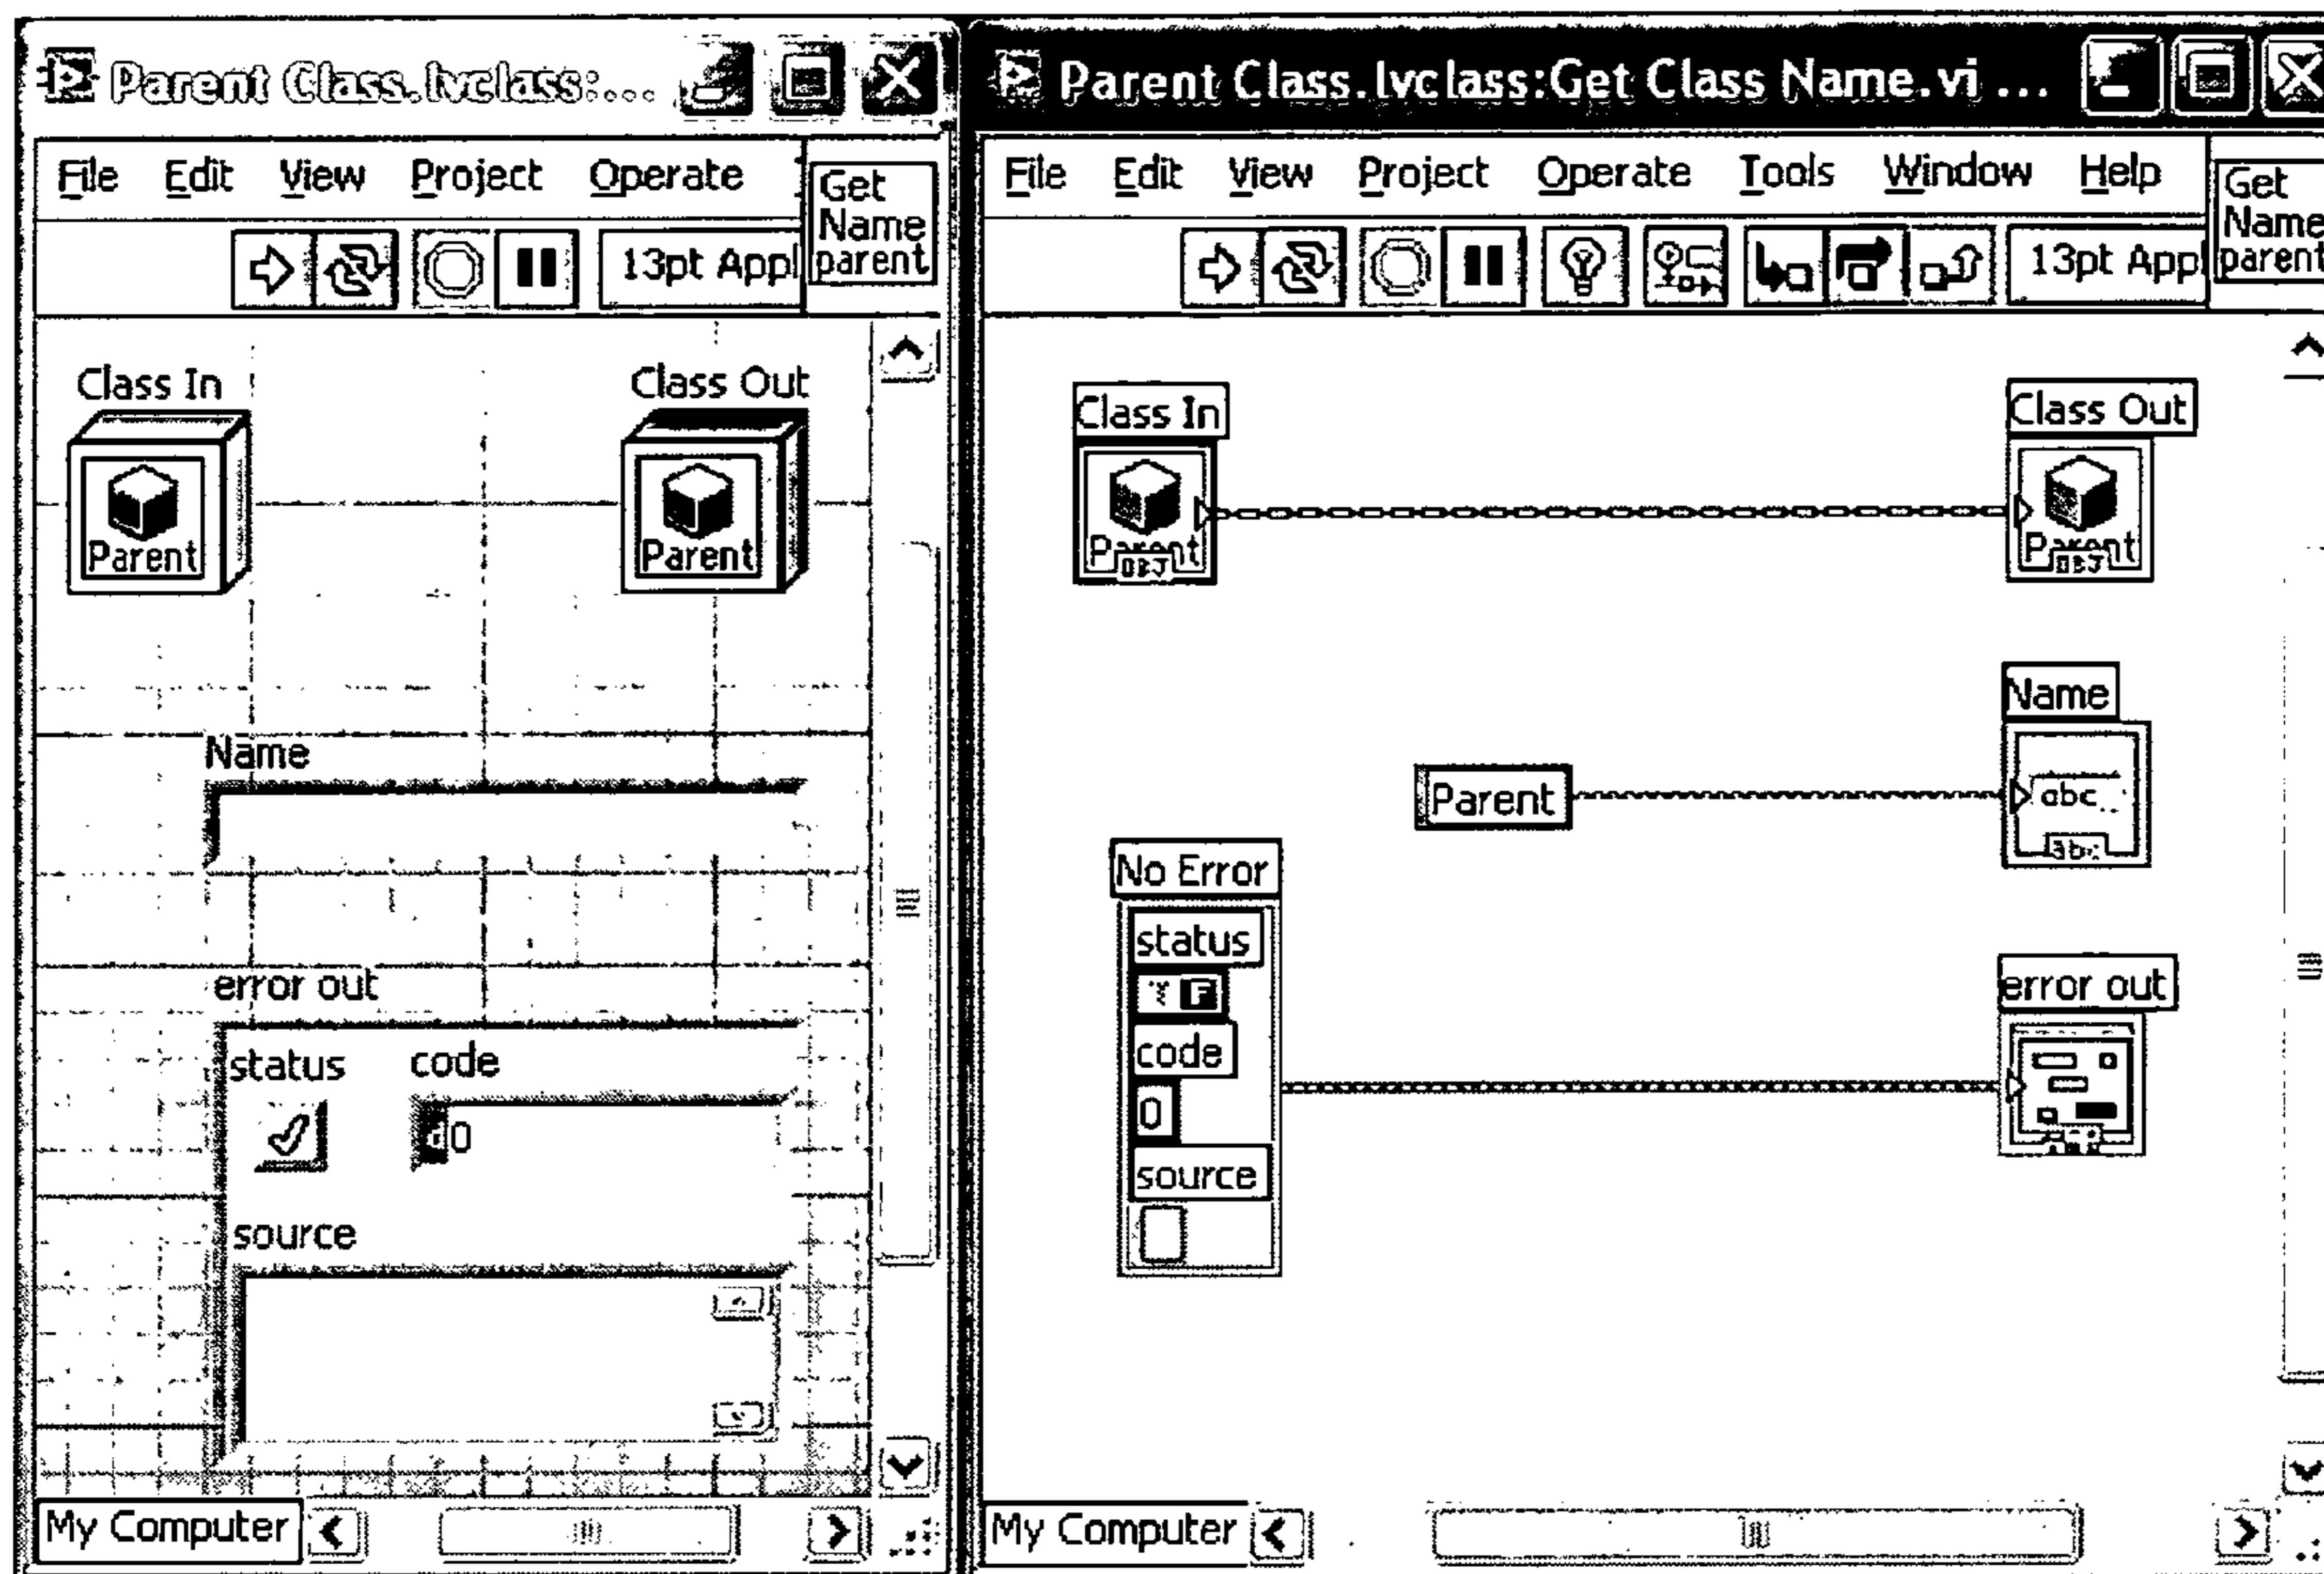 Parent Class.lvclass:...
File Edit View Project Operate
Get
Name
parent
13pt Appl
Class In
Class Out
Parent
Parent
Name
error out
status
code
0
source
My Computer
Parent Class.lvclass:Get Class Name.vi ...
File Edit View Project Operate Tools Window Help
Get
Name
parent
13pt Appl
Class In
Class Out
Parent
OBJ
Parent
OBJ
Name
Parent
abc
abc
No Error
status
F
code
0
source
error out
My Computer